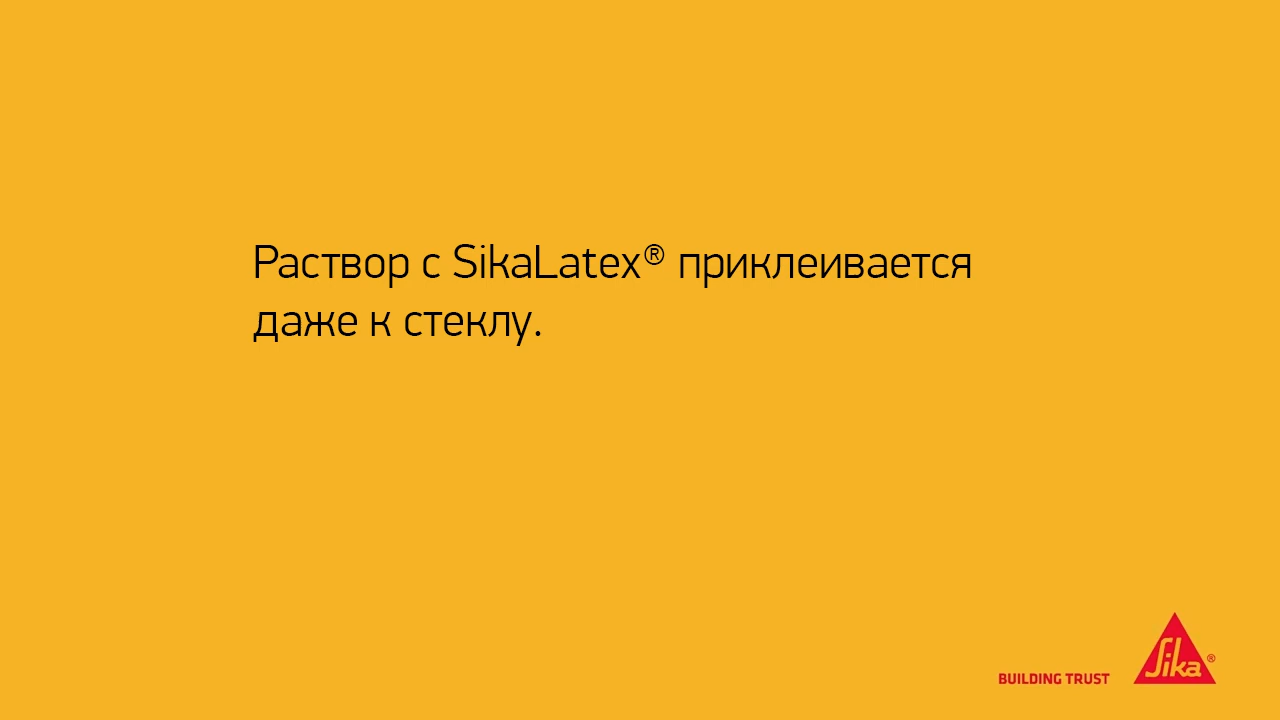 Раствор с SikaLatex® приклеивается
даже к стеклу.
BUILDING TRUST
Sika®